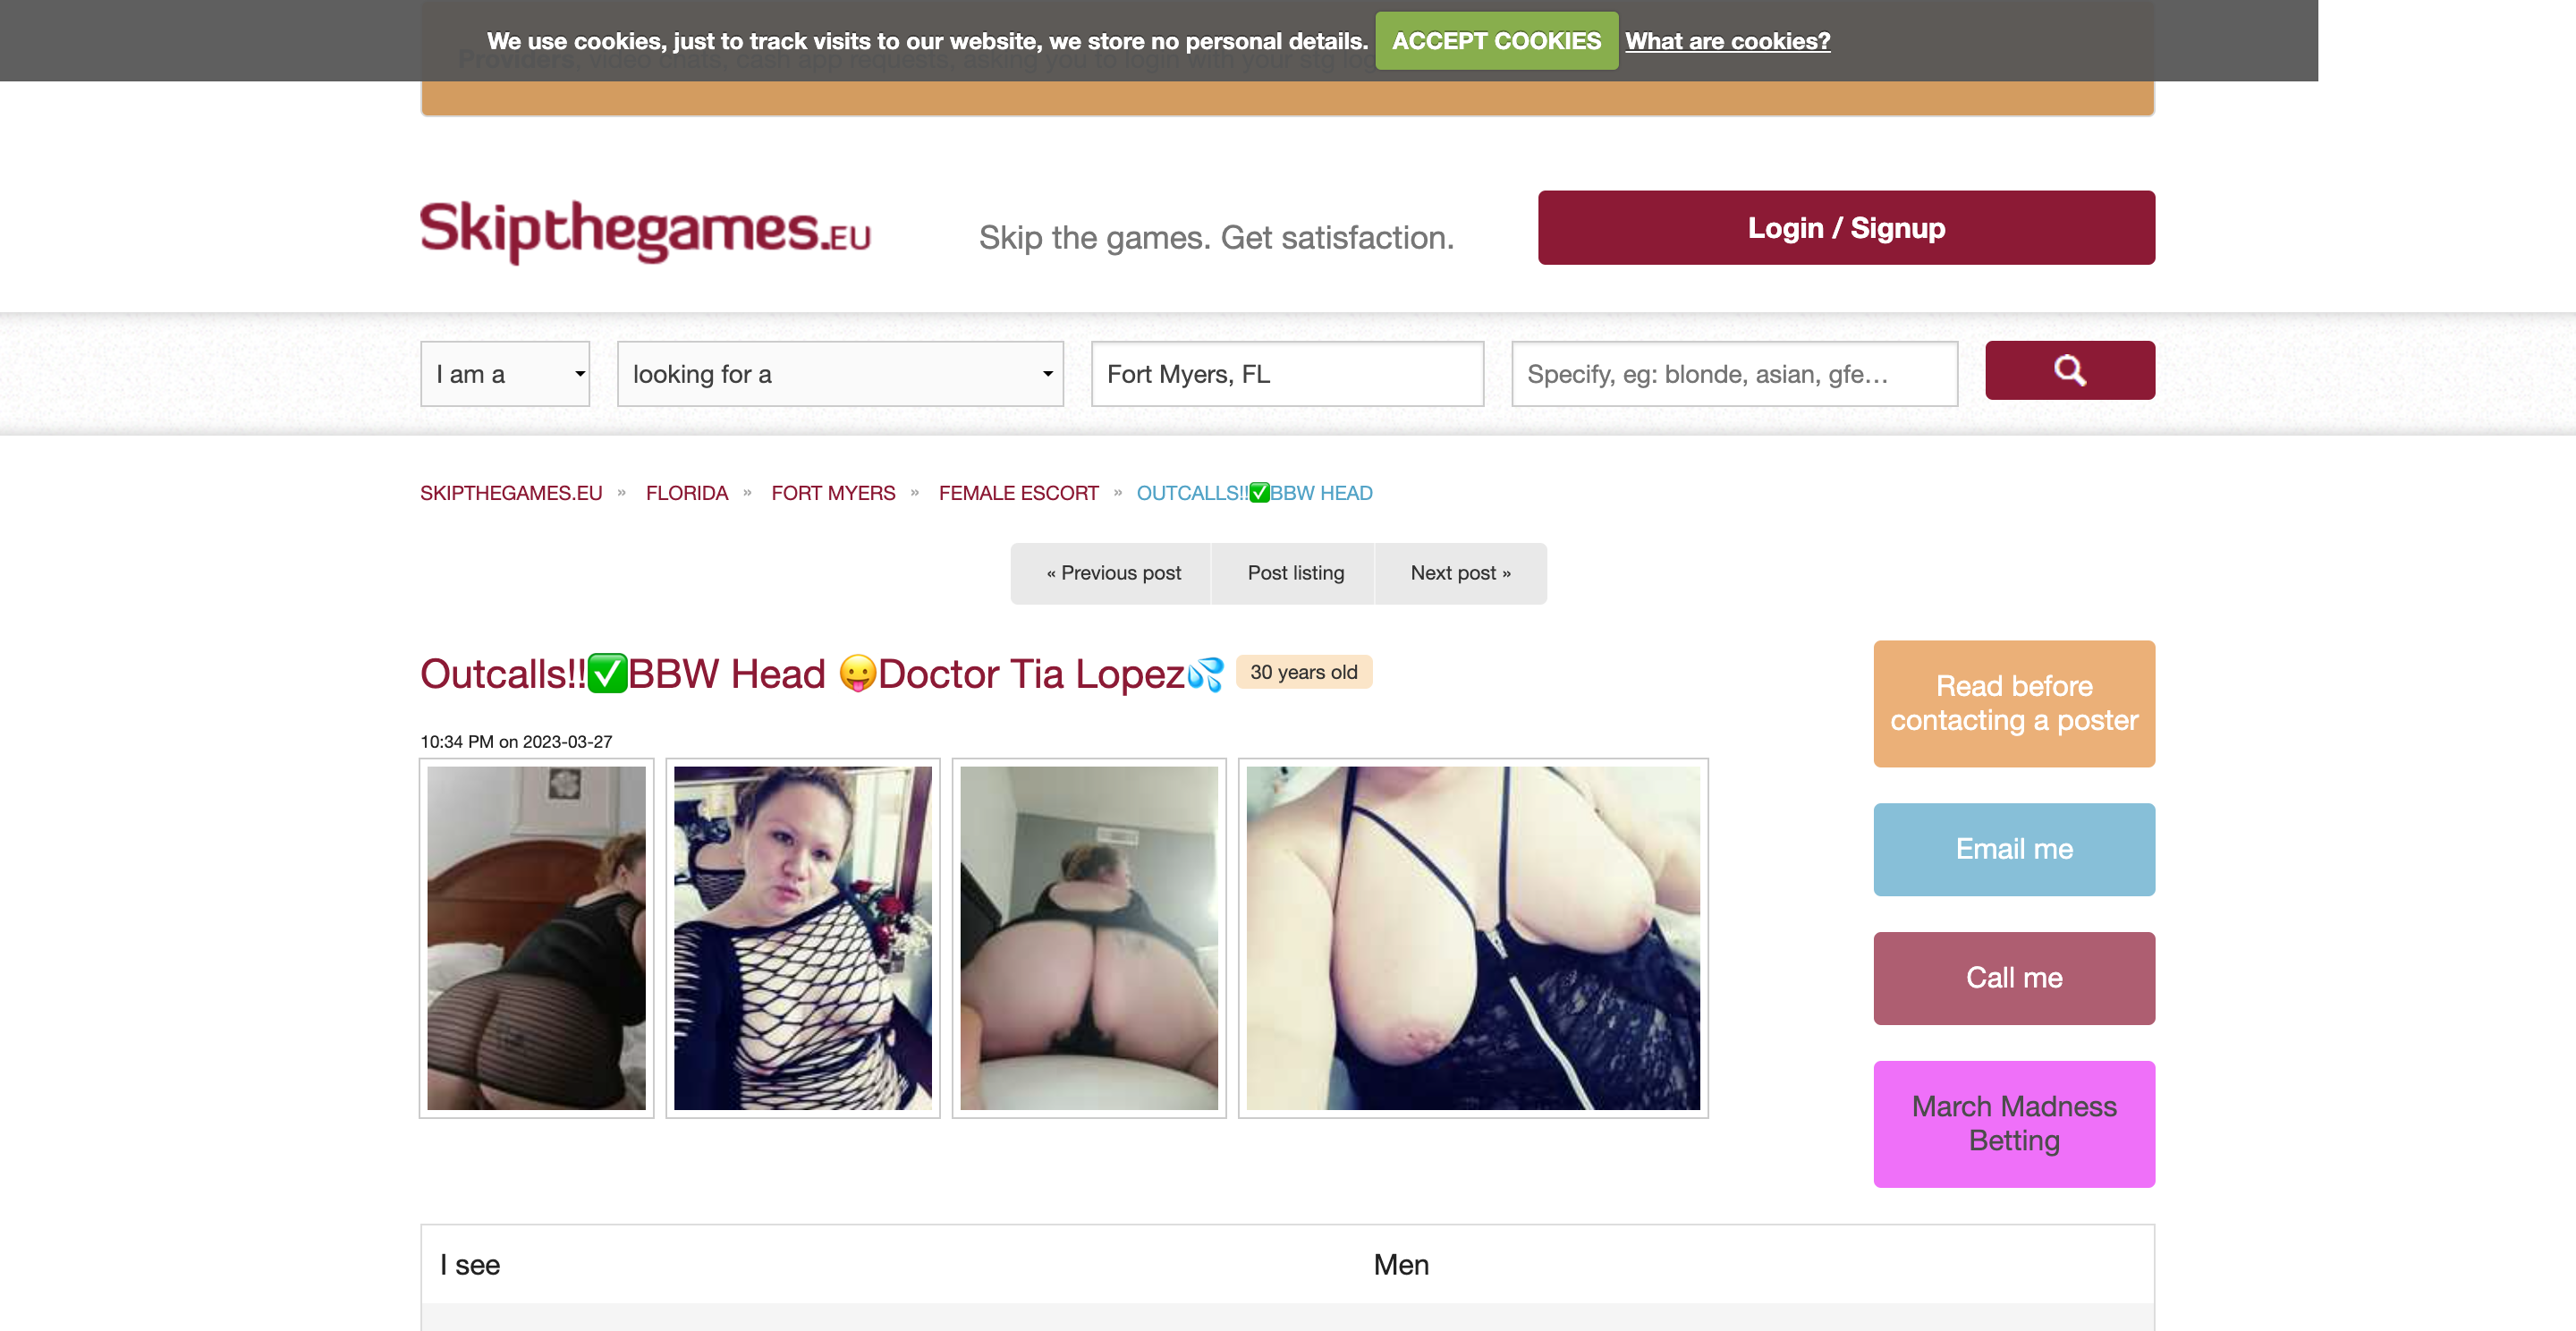 We use cookies, just to track visits to our website, we store no personal details. ACCEPT COOKIES What are cookies?
Providers, video chats, cash app requests, asking you to login with your stg log
Skipthegames.EU
Skip the games. Get satisfaction.
Login / Signup
I am a
looking for a
Fort Myers, FL
Specify, eg: blonde, asian, gfe…
SKIPTHEGAMES.EU » FLORIDA » FORT MYERS » FEMALE ESCORT » OUTCALLS!!✅BBW HEAD
« Previous post
Post listing
Next post »
Outcalls!!✅BBW Head 😛Doctor Tia Lopez💦 30 years old
10:34 PM on 2023-03-27
Read before
contacting a poster
Email me
Call me
March Madness
Betting
I see
Men